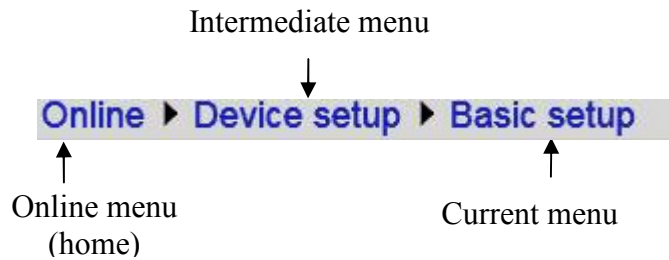 Intermediate menu
Online ▶ Device setup ▶ Basic setup
Online menu
(home)
Current menu